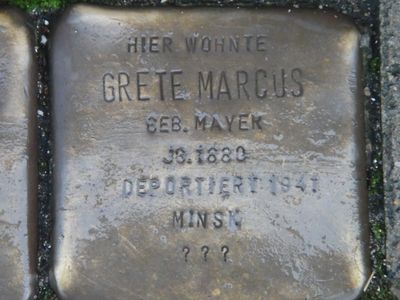 HIER WOHNTE
GRETE MARCUS
GEB. MAYER
JG. 1880
DEPORTIERT 1941
MINSK
? ? ?